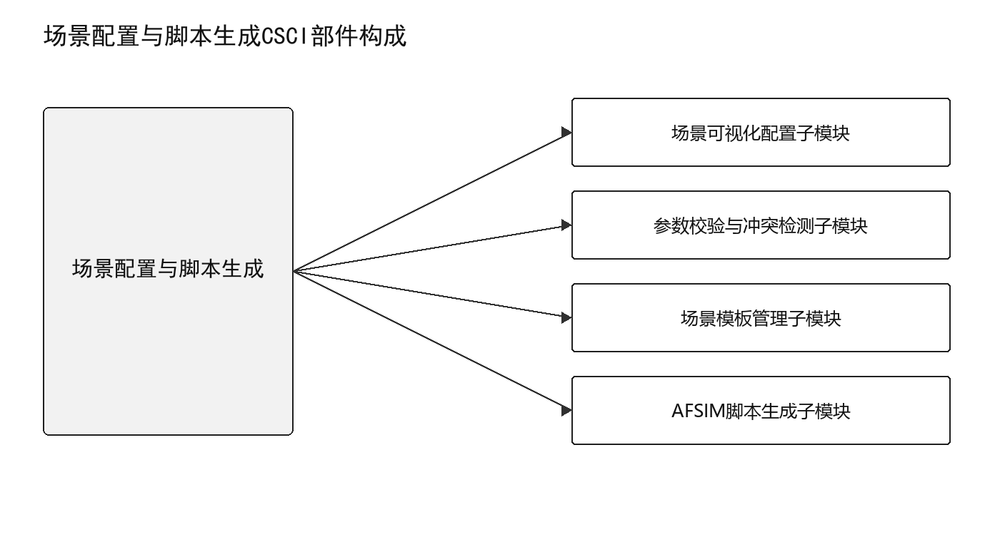 场景配置与脚本生成CSCI部件构成
场景可视化配置子模块
参数校验与冲突检测子模块
场景配置与脚本生成
场景模板管理子模块
AFSIM脚本生成子模块